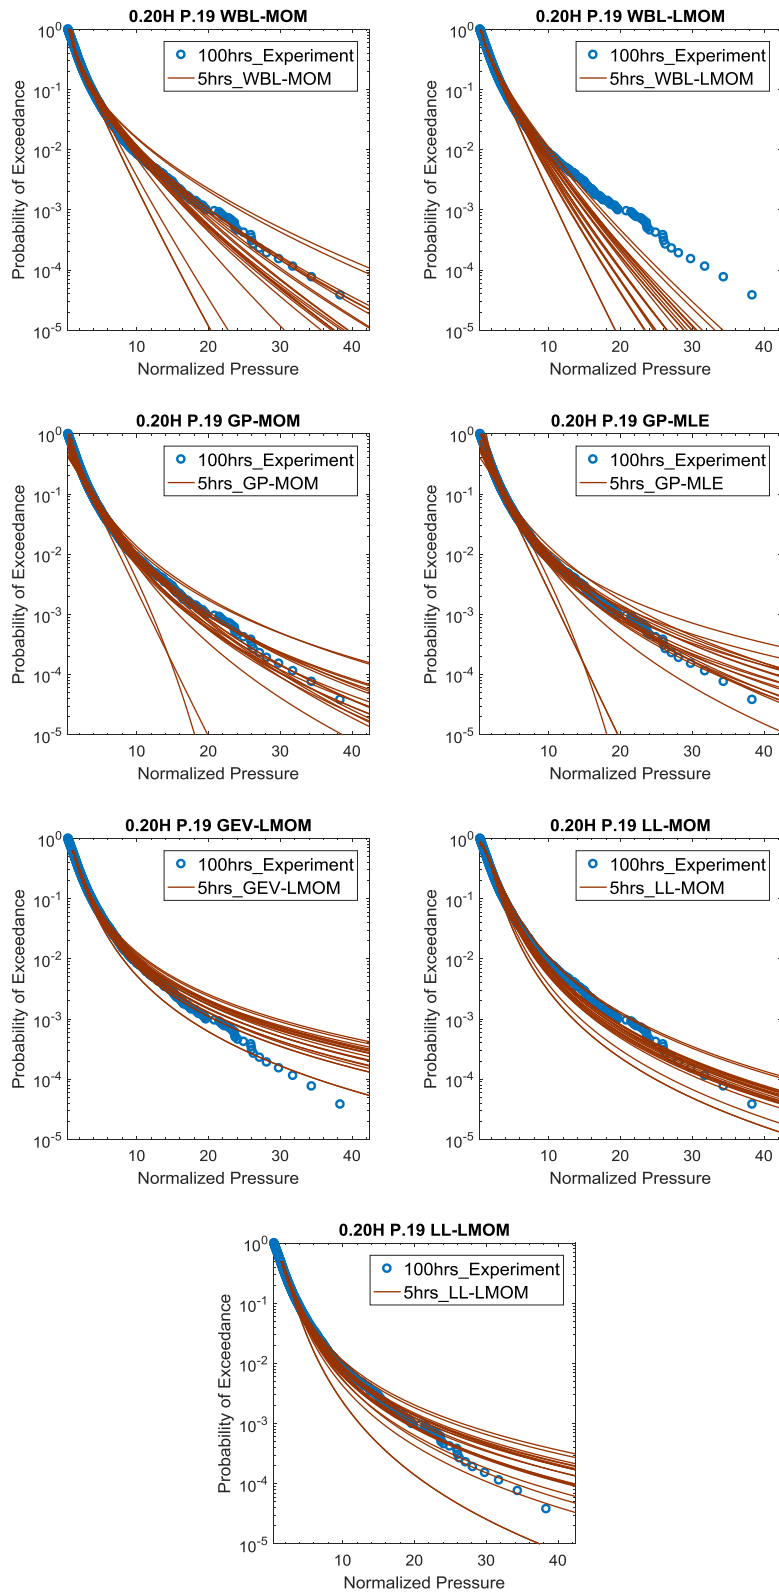 0.20H P.19 WBL-MOM
100hrs_Experiment
5hrs_WBL-MOM
10^0
10^-1
10^-2
10^-3
10^-4
10^-5
Probability of Exceedance
10 20 30 40
Normalized Pressure
0.20H P.19 WBL-LMOM
100hrs_Experiment
5hrs_WBL-LMOM
10^0
10^-1
10^-2
10^-3
10^-4
10^-5
Probability of Exceedance
10 20 30 40
Normalized Pressure
0.20H P.19 GP-MOM
100hrs_Experiment
5hrs_GP-MOM
10^0
10^-1
10^-2
10^-3
10^-4
10^-5
Probability of Exceedance
10 20 30 40
Normalized Pressure
0.20H P.19 GP-MLE
100hrs_Experiment
5hrs_GP-MLE
10^0
10^-1
10^-2
10^-3
10^-4
10^-5
Probability of Exceedance
10 20 30 40
Normalized Pressure
0.20H P.19 GEV-LMOM
100hrs_Experiment
5hrs_GEV-LMOM
10^0
10^-1
10^-2
10^-3
10^-4
10^-5
Probability of Exceedance
10 20 30 40
Normalized Pressure
0.20H P.19 LL-MOM
100hrs_Experiment
5hrs_LL-MOM
10^0
10^-1
10^-2
10^-3
10^-4
10^-5
Probability of Exceedance
10 20 30 40
Normalized Pressure
0.20H P.19 LL-LMOM
100hrs_Experiment
5hrs_LL-LMOM
10^0
10^-1
10^-2
10^-3
10^-4
10^-5
Probability of Exceedance
10 20 30 40
Normalized Pressure